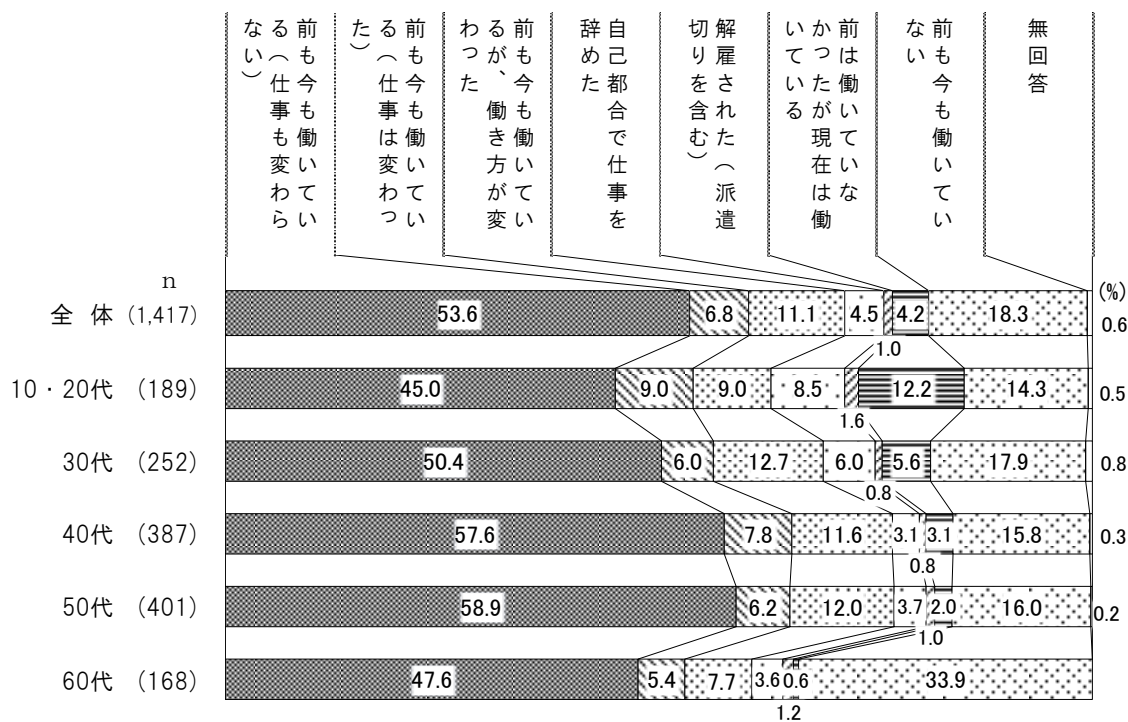 前も今も働いてい
る（仕事も変わら
ない）
前も今も働いてい
る（仕事は変わっ
た）
前も今も働いてい
るが、働き方が変
わった
自己都合で仕事を
辞めた
解雇された（派遣
切りを含む）
前は働いていな
かったが現在は働
いている
前も今も働いてい
ない
無回答
n
(%)
全 体 (1,417) 53.6 6.8 11.1 4.5 4.2 18.3 0.6
1.0
10・20代 (189) 45.0 9.0 9.0 8.5 12.2 14.3 0.5
1.6
30代 (252) 50.4 6.0 12.7 6.0 5.6 17.9 0.8
0.8
40代 (387) 57.6 7.8 11.6 3.1 3.1 15.8 0.3
0.8
50代 (401) 58.9 6.2 12.0 3.7 2.0 16.0 0.2
1.0
60代 (168) 47.6 5.4 7.7 3.6 0.6 33.9
1.2